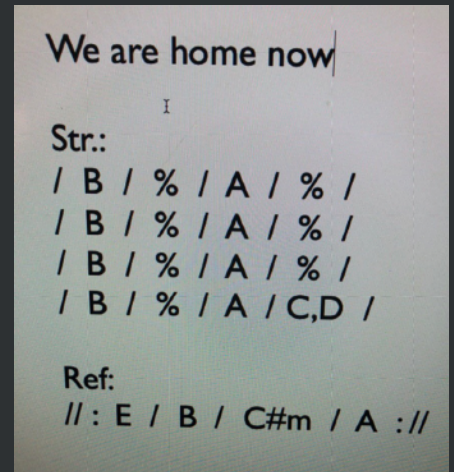 We are home now
Str.:
/ B / % / A / % /
/ B / % / A / % /
/ B / % / A / % /
/ B / % / A / C,D /
Ref:
//: E / B / C#m / A ://